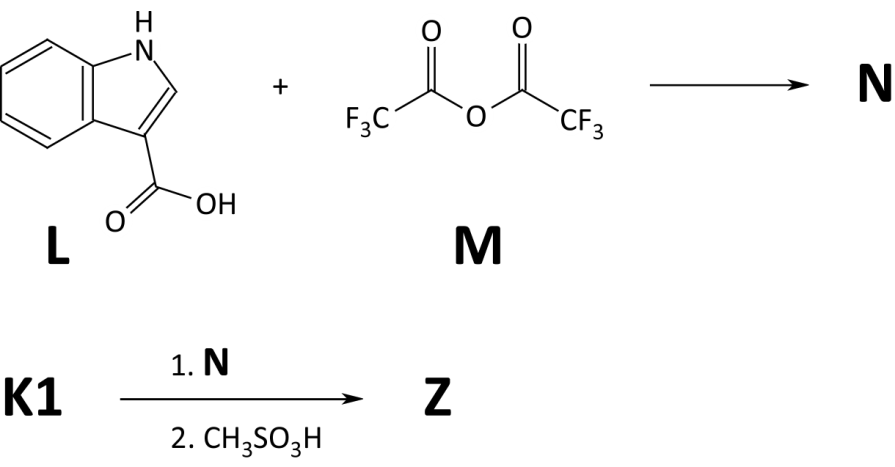 H
N
O
OH
L
+
O
O
F₃C
O
CF₃
M
N
K1
1. N
2. CH₃SO₃H
Z